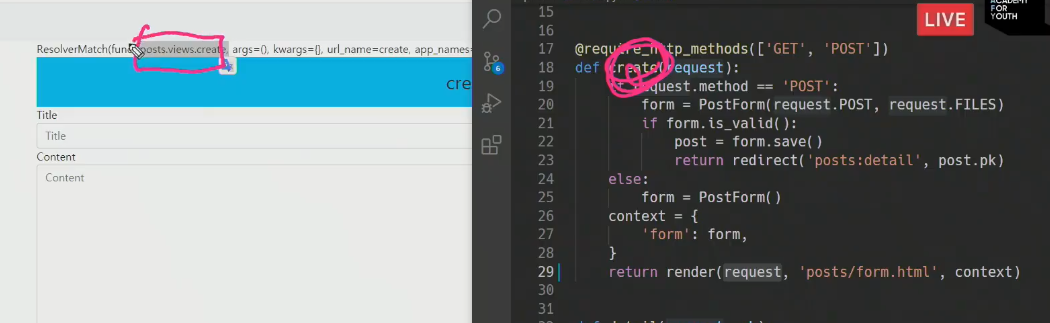 ResolverMatch(func=posts.views.create, args=(), kwargs={}, url_name=create, app_names=
cre
Title
Title
Content
Content
6
15
16
17 @require_http_methods(['GET', 'POST'])
18 def create(request):
19 if request.method == 'POST':
20 form = PostForm(request.POST, request.FILES)
21 if form.is_valid():
22 post = form.save()
23 return redirect('posts:detail', post.pk)
24 else:
25 form = PostForm()
26 context = {
27 'form': form,
28 }
29 return render(request, 'posts/form.html', context)
30
31
LIVE
ACADEMY
FOR
YOUTH